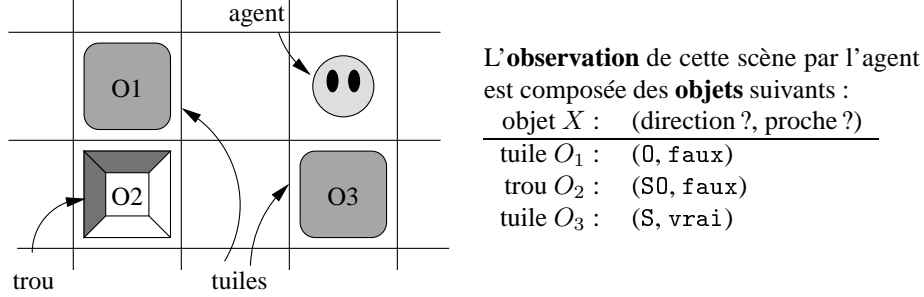 agent
O1
O2
O3
trou
tuiles
L'observation de cette scène par l'agent
est composée des objets suivants :
objet X : (direction ?, proche ?)
tuile O₁ : (O, faux)
trou O₂ : (SO, faux)
tuile O₃ : (S, vrai)